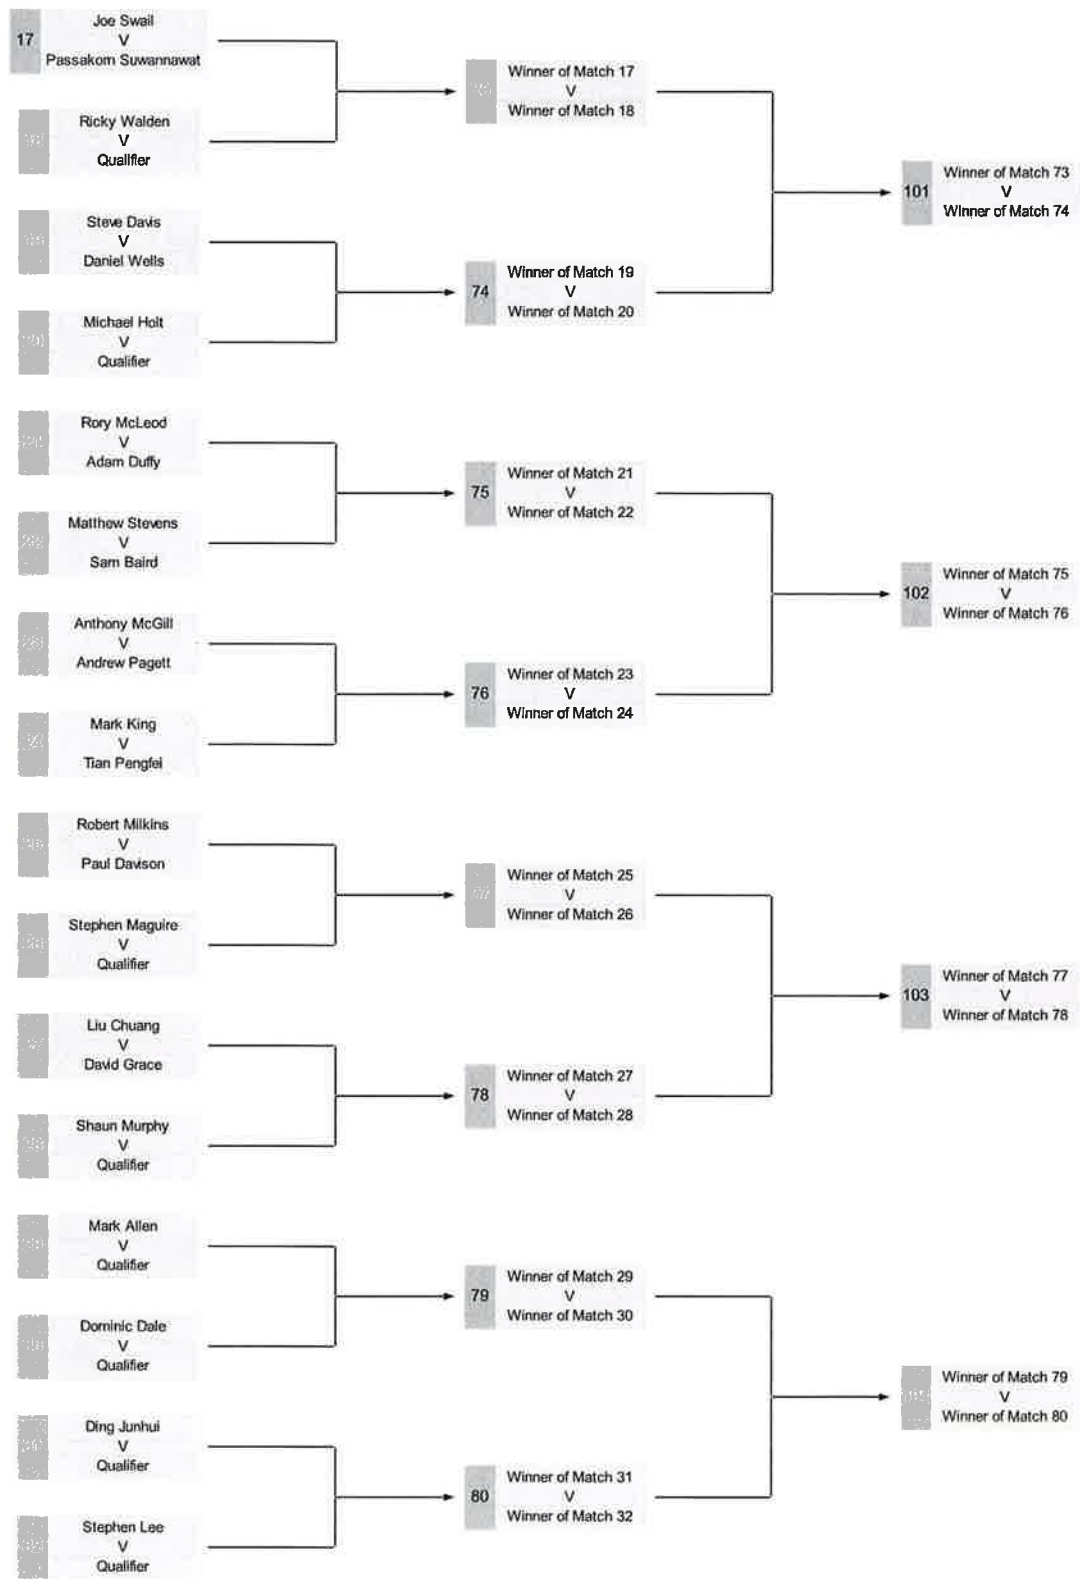 17
Joe Swail
V
Passakorn Suwannawat
Ricky Walden
V
Qualifier
Steve Davis
V
Daniel Wells
Michael Holt
V
Qualifier
Rory McLeod
V
Adam Duffy
Matthew Stevens
V
Sam Baird
Anthony McGill
V
Andrew Pagett
Mark King
V
Tian Pengfei
Robert Milkins
V
Paul Davison
Stephen Maguire
V
Qualifier
Liu Chuang
V
David Grace
Shaun Murphy
V
Qualifier
Mark Allen
V
Qualifier
Dominic Dale
V
Qualifier
Ding Junhui
V
Qualifier
Stephen Lee
V
Qualifier
Winner of Match 17
V
Winner of Match 18
74
Winner of Match 19
V
Winner of Match 20
75
Winner of Match 21
V
Winner of Match 22
76
Winner of Match 23
V
Winner of Match 24
Winner of Match 25
V
Winner of Match 26
78
Winner of Match 27
V
Winner of Match 28
79
Winner of Match 29
V
Winner of Match 30
80
Winner of Match 31
V
Winner of Match 32
101
Winner of Match 73
V
Winner of Match 74
102
Winner of Match 75
V
Winner of Match 76
103
Winner of Match 77
V
Winner of Match 78
Winner of Match 79
V
Winner of Match 80